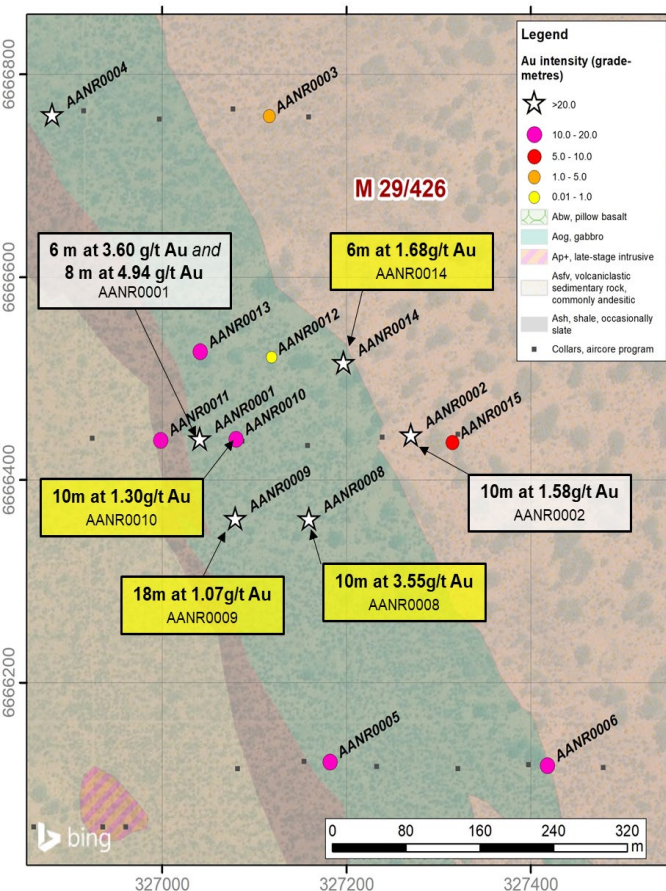 AANR0004
AANR0003
M 29/426
Legend
Au intensity (grade-
metres)
>20.0
10.0 - 20.0
5.0 - 10.0
1.0 - 5.0
0.01 - 1.0
Abw, pillow basalt
Aog, gabbro
Ap+, late-stage intrusive
Asfv, volcaniclastic
sedimentary rock,
commonly andesitic
Ash, shale, occasionally
slate
Collars, aircore program
6 m at 3.60 g/t Au and
8 m at 4.94 g/t Au
AANR0001
6m at 1.68g/t Au
AANR0014
AANR0013
AANR0012
AANR0014
AANR0011
AANR0001
AANR0010
AANR0002
AANR0015
10m at 1.30g/t Au
AANR0010
AANR0009
AANR0008
10m at 1.58g/t Au
AANR0002
18m at 1.07g/t Au
AANR0009
10m at 3.55g/t Au
AANR0008
AANR0005
AANR0006
bing
0 80 160 240 320
m
6666800
6666600
6666400
6666200
327000 327200 327400